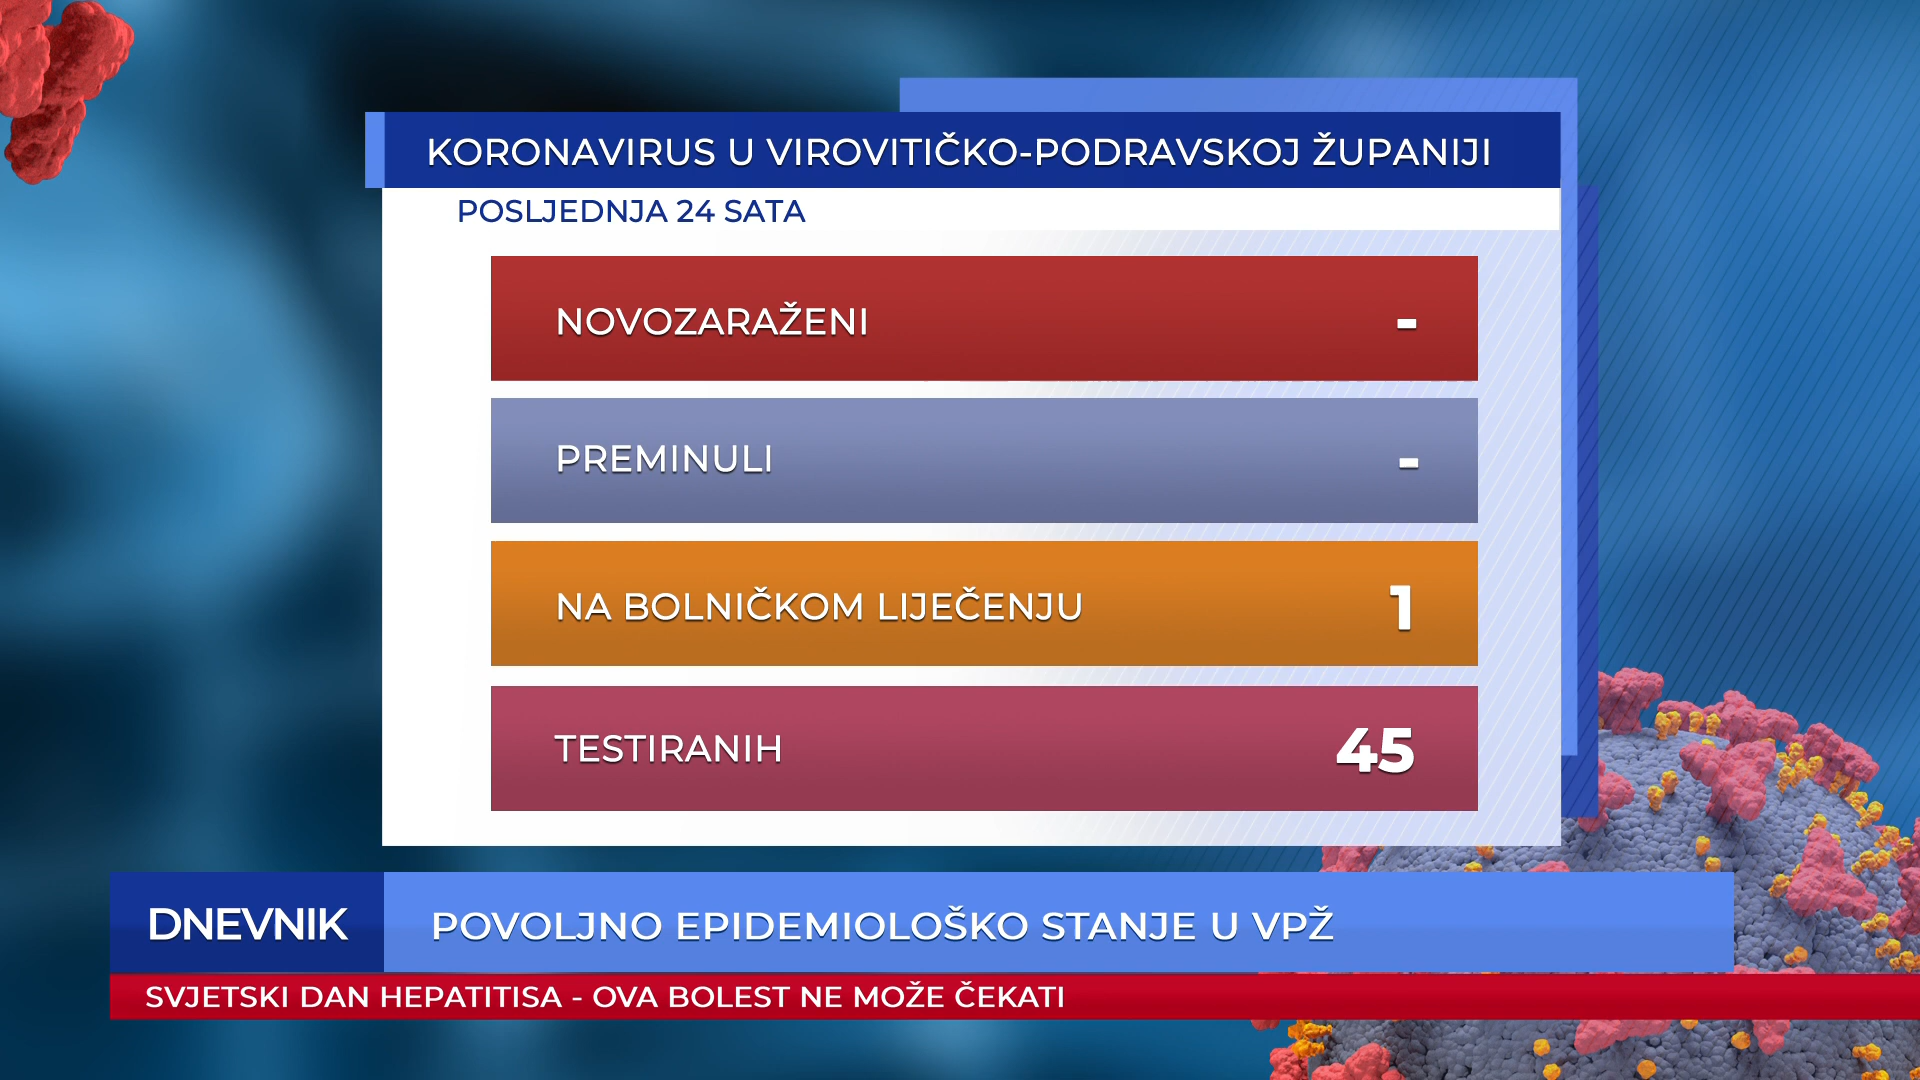 KORONAVIRUS U VIROVITIČKO-PODRAVSKOJ ŽUPANIJI
POSLJEDNJA 24 SATA
NOVOZARAŽENI -
PREMINULI -
NA BOLNIČKOM LIJEČENJU 1
TESTIRANIH 45
DNEVNIK POVOLJNO EPIDEMIOLOŠKO STANJE U VPŽ
SVJETSKI DAN HEPATITISA - OVA BOLEST NE MOŽE ČEKATI